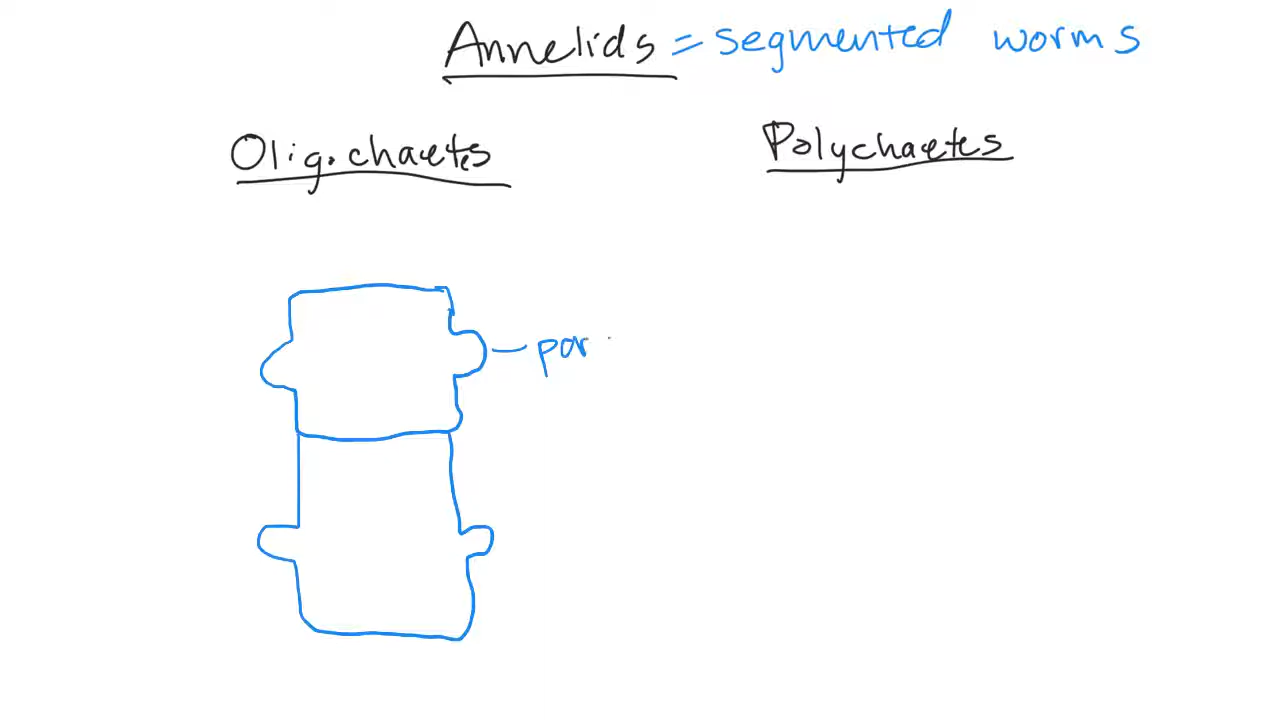 Annelids = segmented worms
Oligochaetes
Polychaetes
par